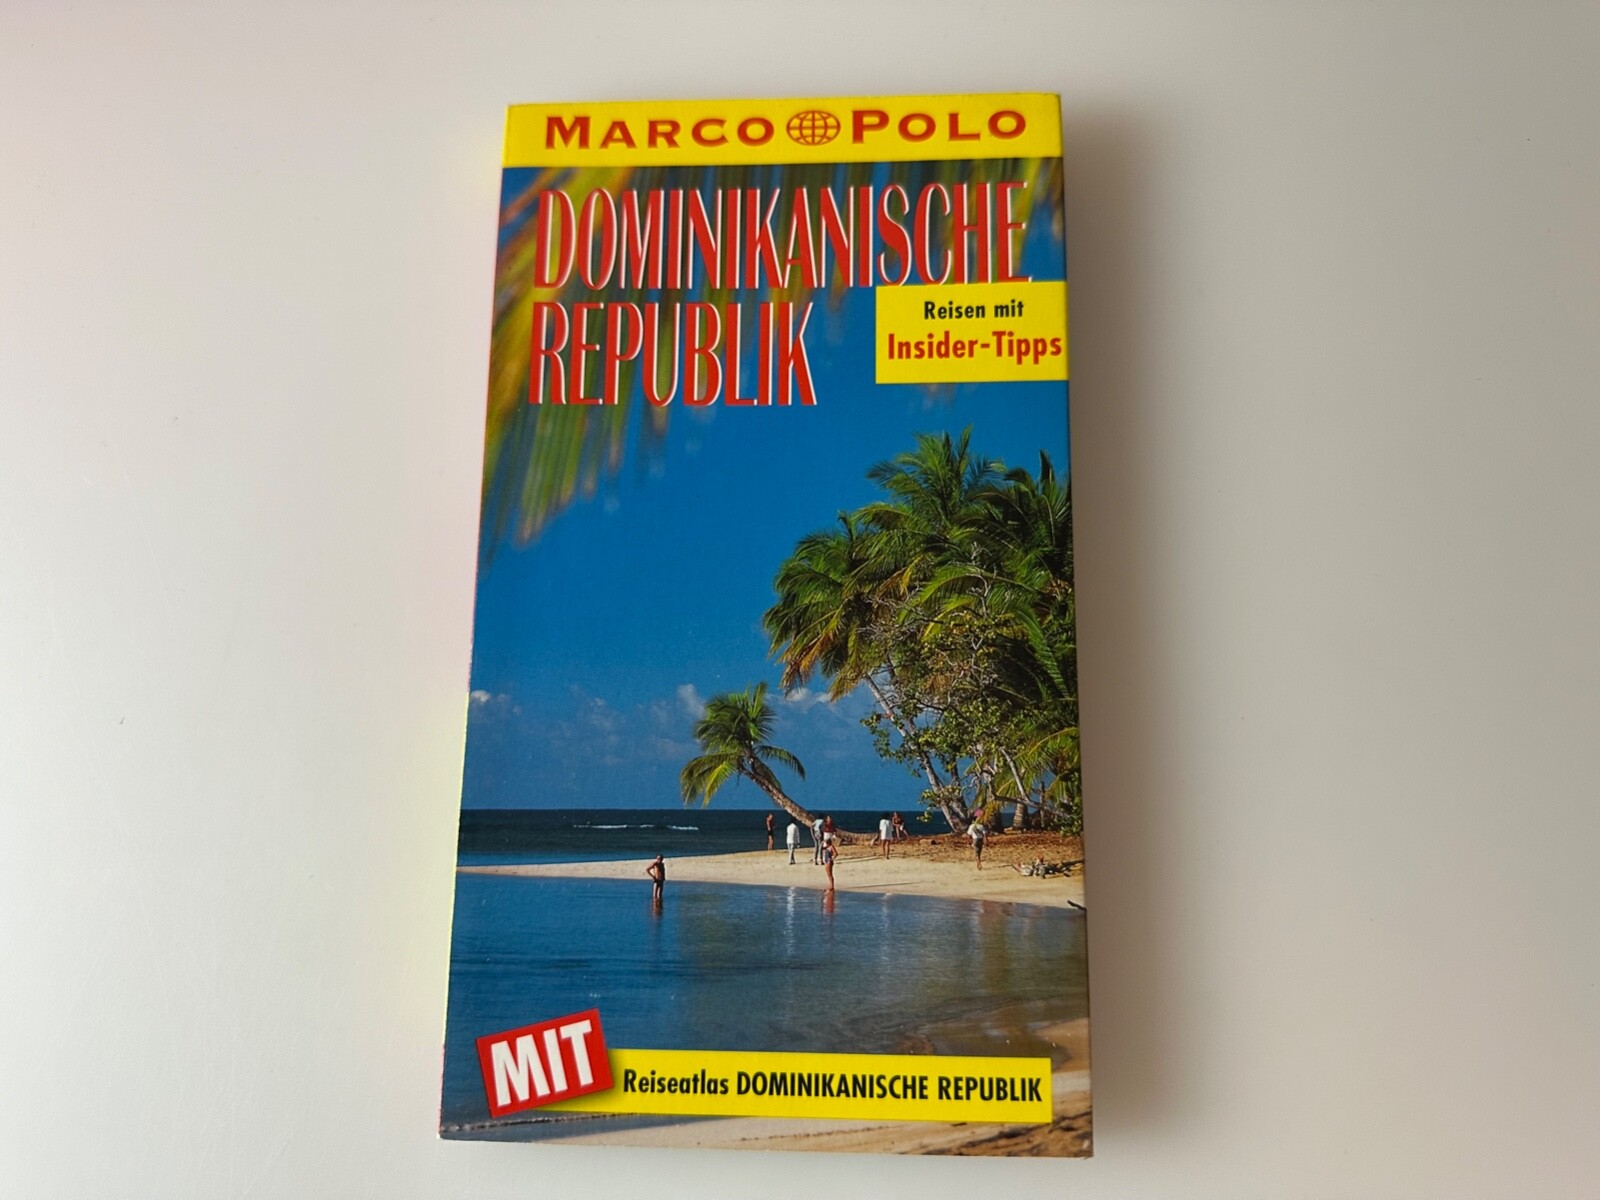 MARCO POLO
DOMINIKANISCHE
REPUBLIK
Reisen mit
Insider-Tipps
MIT
Reiseatlas DOMINIKANISCHE REPUBLIK